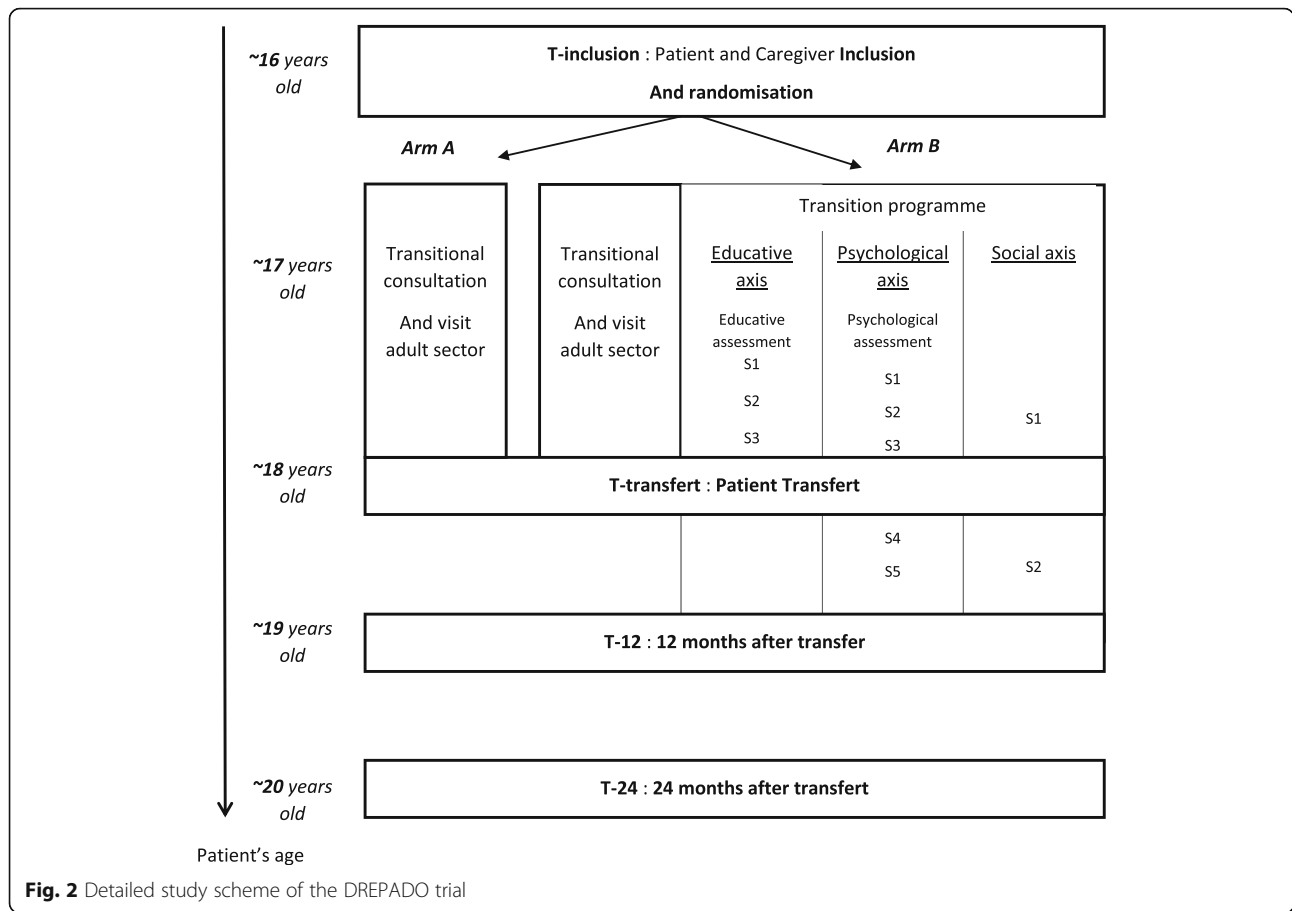 ~16 years
old
T-inclusion : Patient and Caregiver Inclusion
And randomisation
Arm A
Arm B
~17 years
old
Transitional
consultation
And visit
adult sector
Transitional
consultation
And visit
adult sector
Transition programme
Educative
axis
Educative
assessment
S1
S2
S3
Psychological
axis
Psychological
assessment
S1
S2
S3
Social axis
S1
~18 years
old
T-transfert : Patient Transfert
S4
S5
S2
~19 years
old
T-12 : 12 months after transfer
~20 years
old
T-24 : 24 months after transfert
Patient's age
Fig. 2 Detailed study scheme of the DREPADO trial